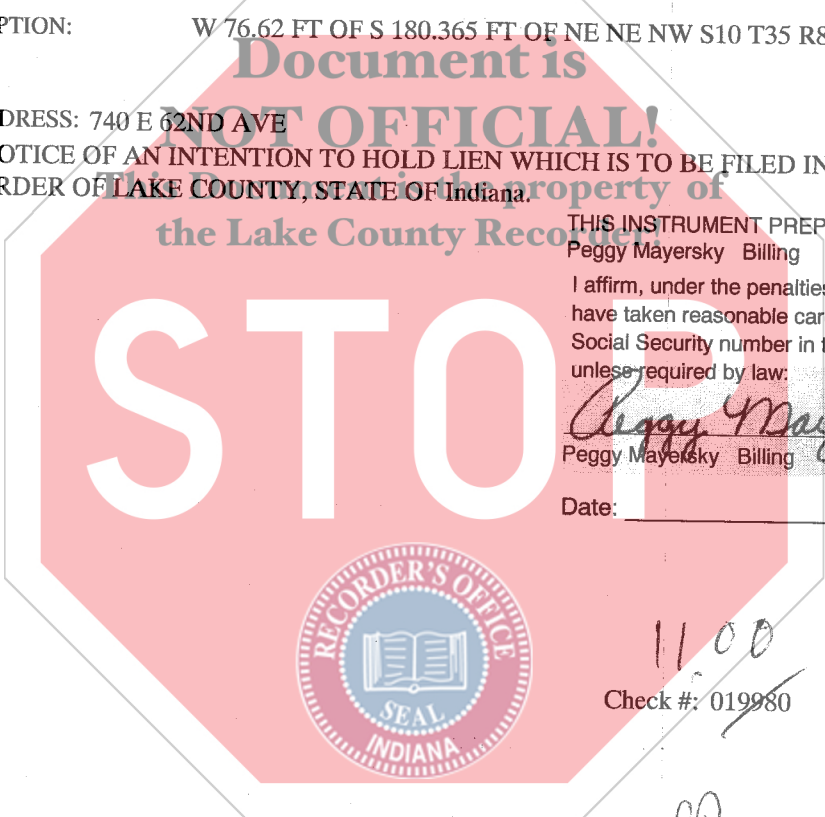 PTION: W 76.62 FT OF S 180.365 FT OF NE NE NW S10 T35 R8
Document is
NOT OFFICIAL!
DRESS: 740 E 62ND AVE
OTICE OF AN INTENTION TO HOLD LIEN WHICH IS TO BE FILED IN
RDER OF LAKE COUNTY, STATE OF Indiana.
This Document is the property of
the Lake County Recorder!
THIS INSTRUMENT PREP
Peggy Mayersky Billing
I affirm, under the penalties
have taken reasonable car
Social Security number in t
unless required by law:
Peggy May
Peggy Mayersky Billing
Date:
STOP
RECORDER'S OFFICE
SEAL
INDIANA
11.00
Check #: 019980